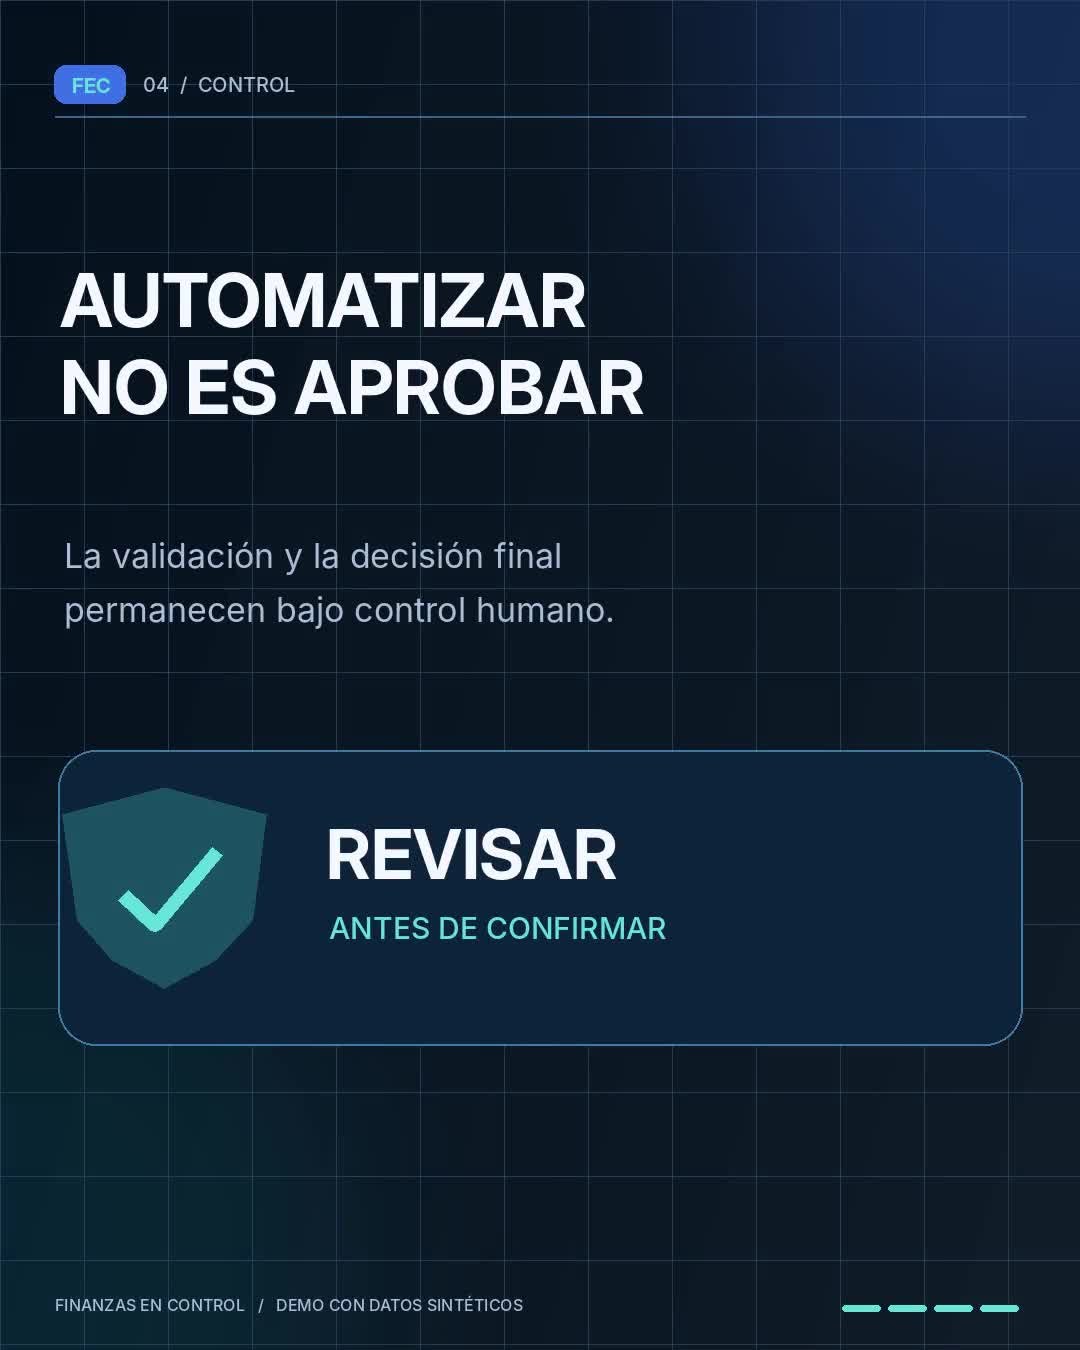 FEC 04 / CONTROL
AUTOMATIZAR
NO ES APROBAR
La validación y la decisión final
permanecen bajo control humano.
REVISAR
ANTES DE CONFIRMAR
FINANZAS EN CONTROL / DEMO CON DATOS SINTÉTICOS